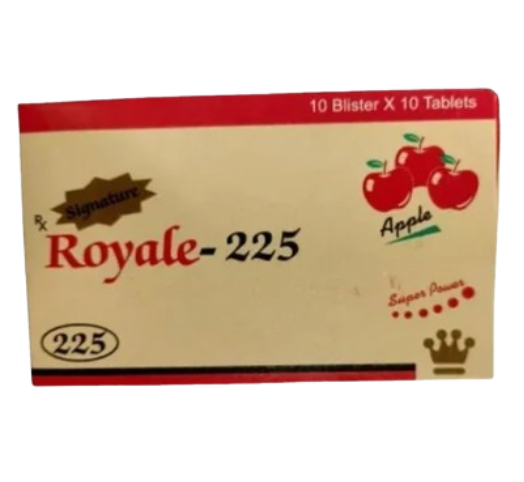 10 Blister X 10 Tablets
Signature
Rx
Royale-225
Apple
Super Power
225